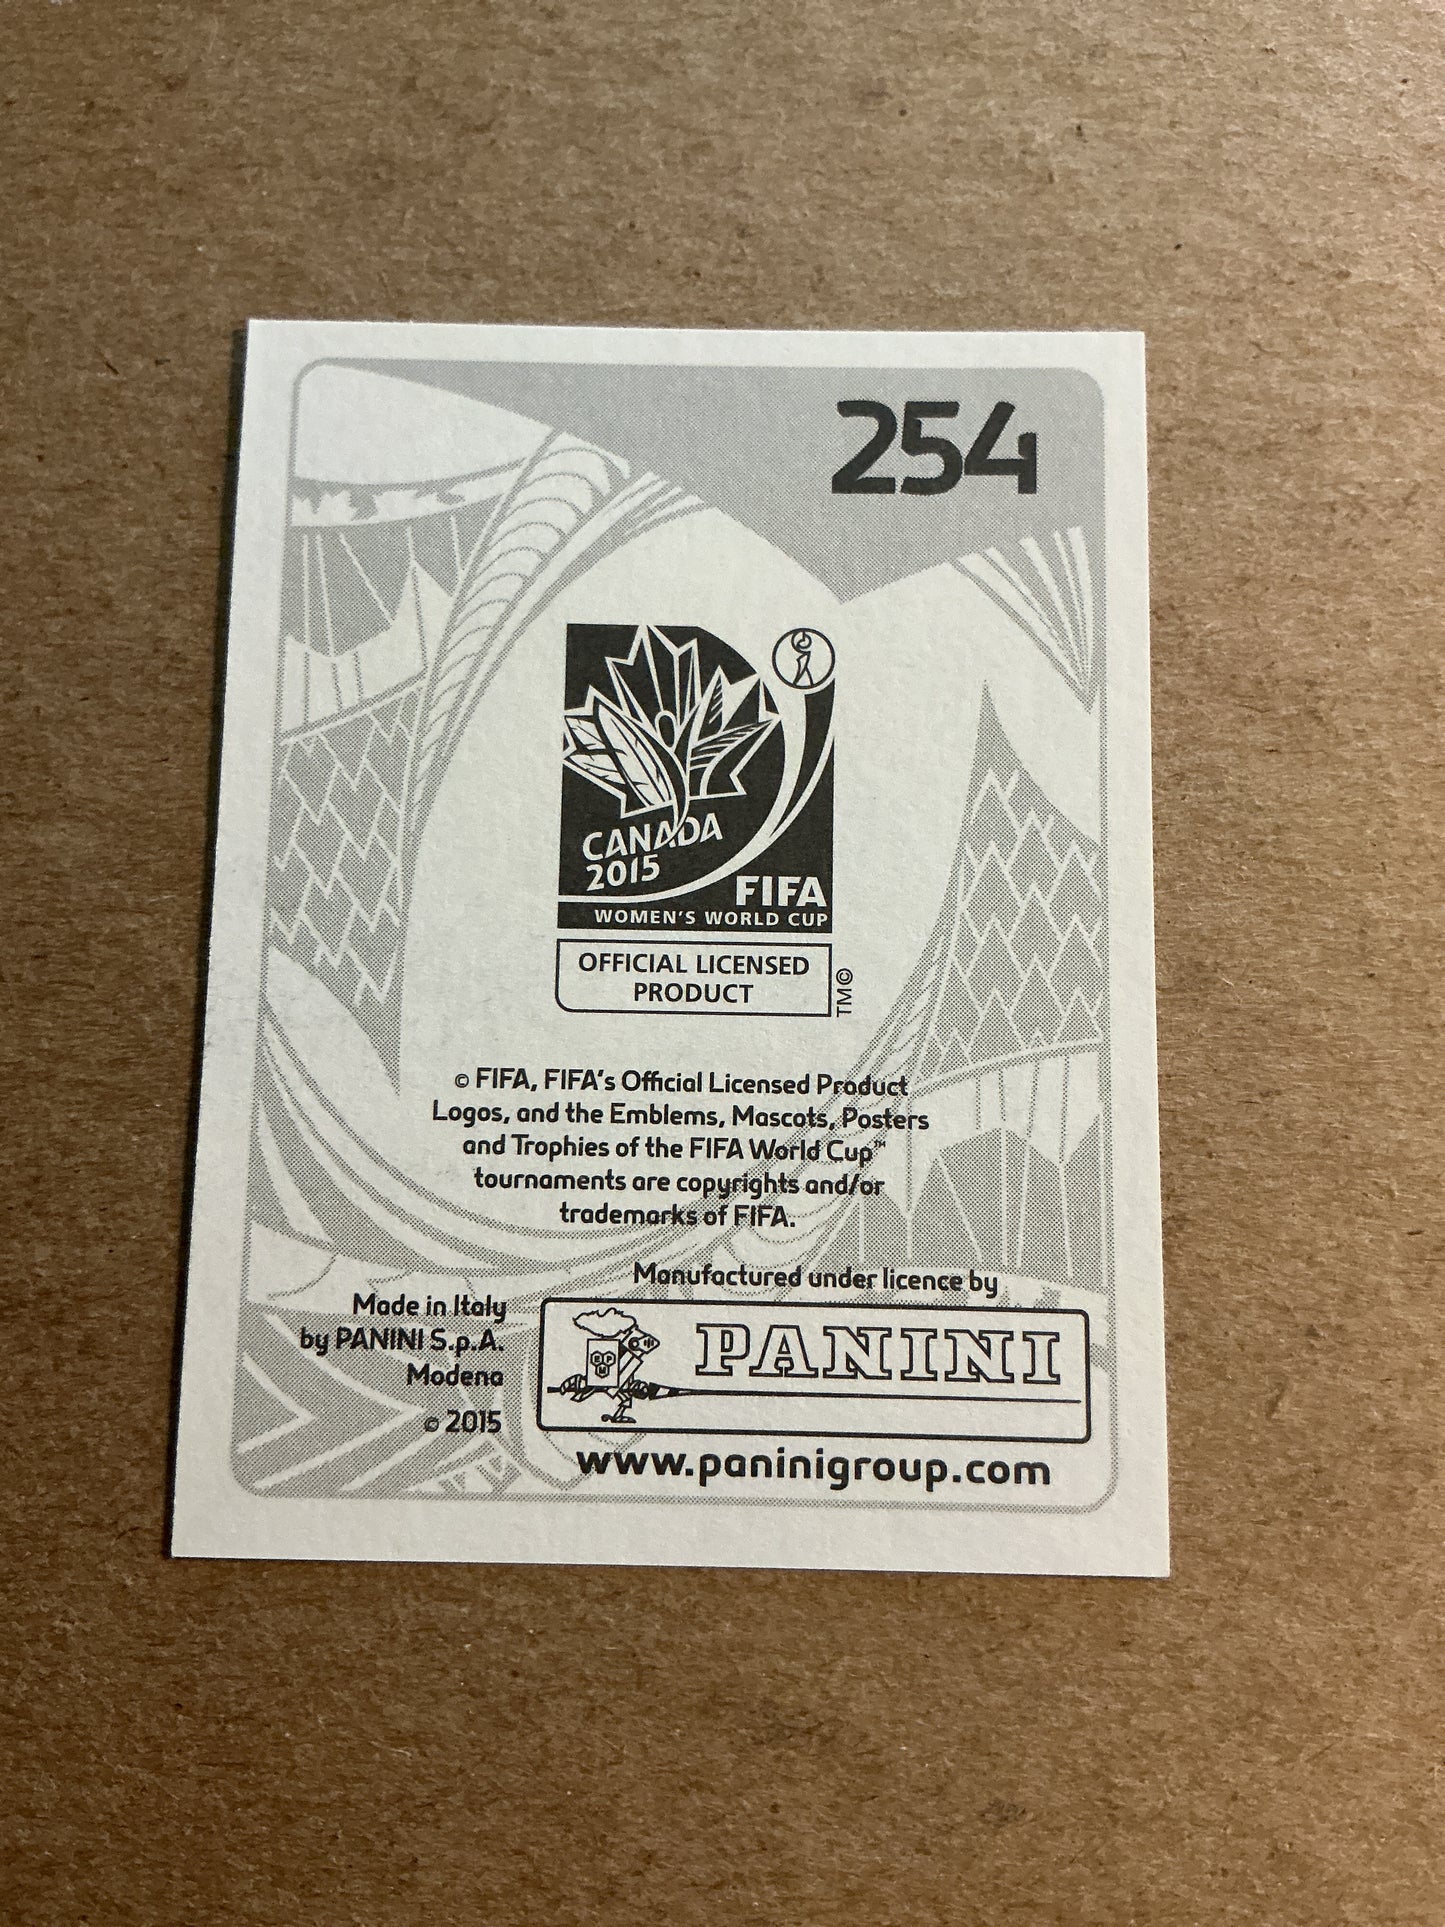 254
CANADA
2015
FIFA
WOMEN'S WORLD CUP
OFFICIAL LICENSED
PRODUCT
TM©
© FIFA, FIFA's Official Licensed Product
Logos, and the Emblems, Mascots, Posters
and Trophies of the FIFA World Cup™
tournaments are copyrights and/or
trademarks of FIFA.
Manufactured under licence by
Made in Italy
by PANINI S.p.A.
Modena
© 2015
PANINI
www.paninigroup.com